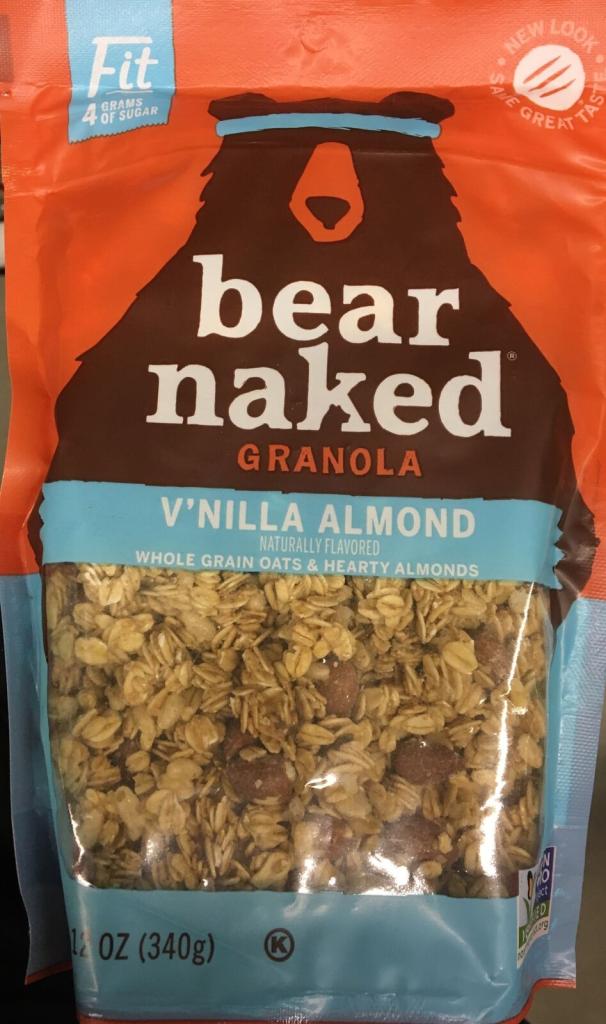 Fit
4 GRAMS
OF SUGAR
NEW LOOK
SAME GREAT TASTE
bear
naked®
GRANOLA
V'NILLA ALMOND
NATURALLY FLAVORED
WHOLE GRAIN OATS & HEARTY ALMONDS
12 OZ (340g)
K